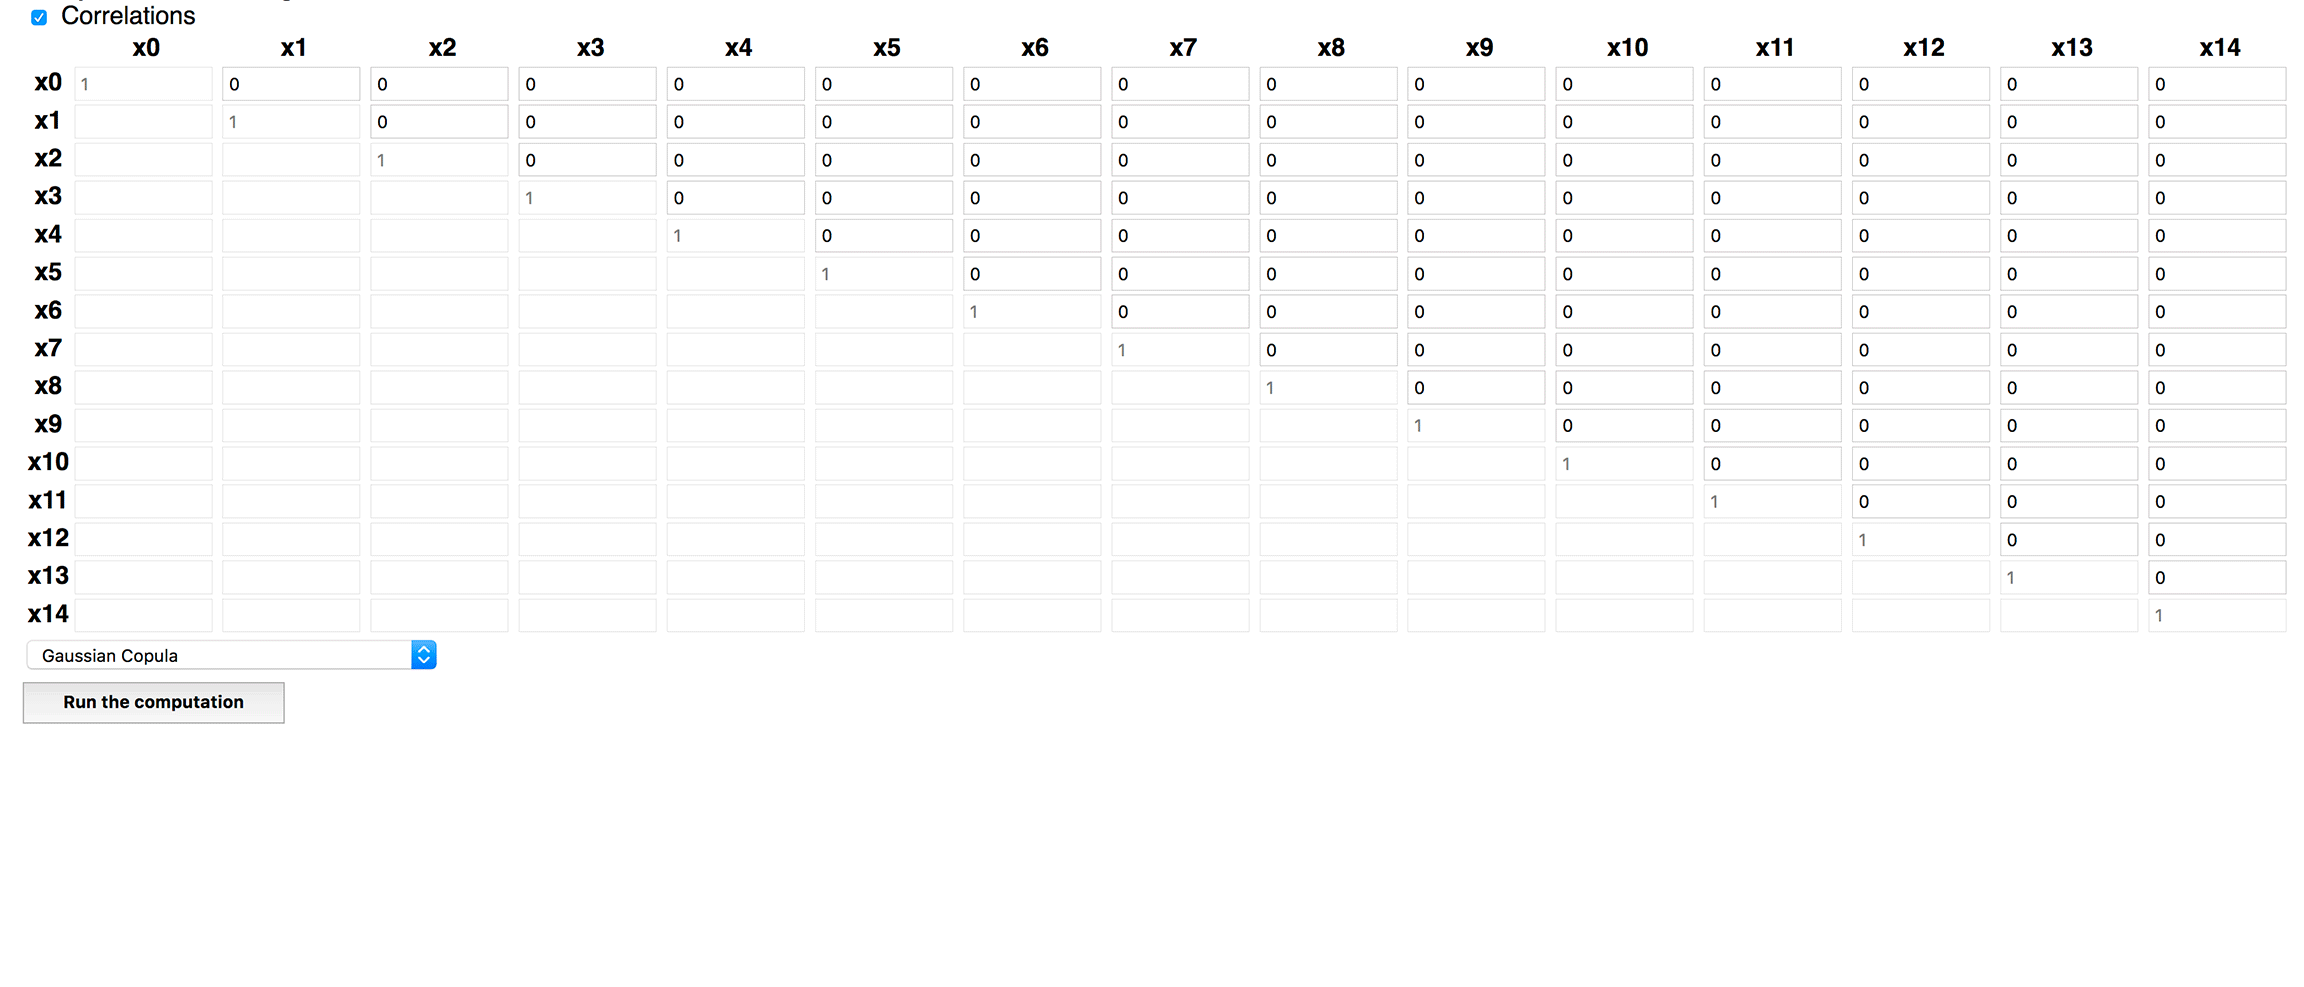 Correlations
x0 x1 x2 x3 x4 x5 x6 x7 x8 x9 x10 x11 x12 x13 x14
x0 1 0 0 0 0 0 0 0 0 0 0 0 0 0 0
x1 1 0 0 0 0 0 0 0 0 0 0 0 0 0
x2 1 0 0 0 0 0 0 0 0 0 0 0 0
x3 1 0 0 0 0 0 0 0 0 0 0 0
x4 1 0 0 0 0 0 0 0 0 0 0
x5 1 0 0 0 0 0 0 0 0 0
x6 1 0 0 0 0 0 0 0 0
x7 1 0 0 0 0 0 0 0
x8 1 0 0 0 0 0 0
x9 1 0 0 0 0 0
x10 1 0 0 0 0
x11 1 0 0 0
x12 1 0 0
x13 1 0
x14 1
Gaussian Copula
Run the computation